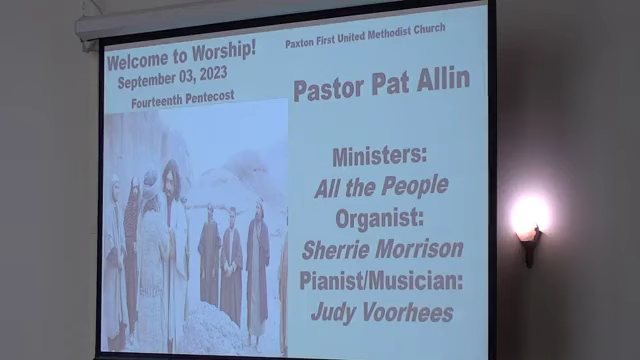 Welcome to Worship!
September 03, 2023
Fourteenth Pentecost
Paxton First United Methodist Church
Pastor Pat Allin
Ministers:
All the People
Organist:
Sherrie Morrison
Pianist/Musician:
Judy Voorhees